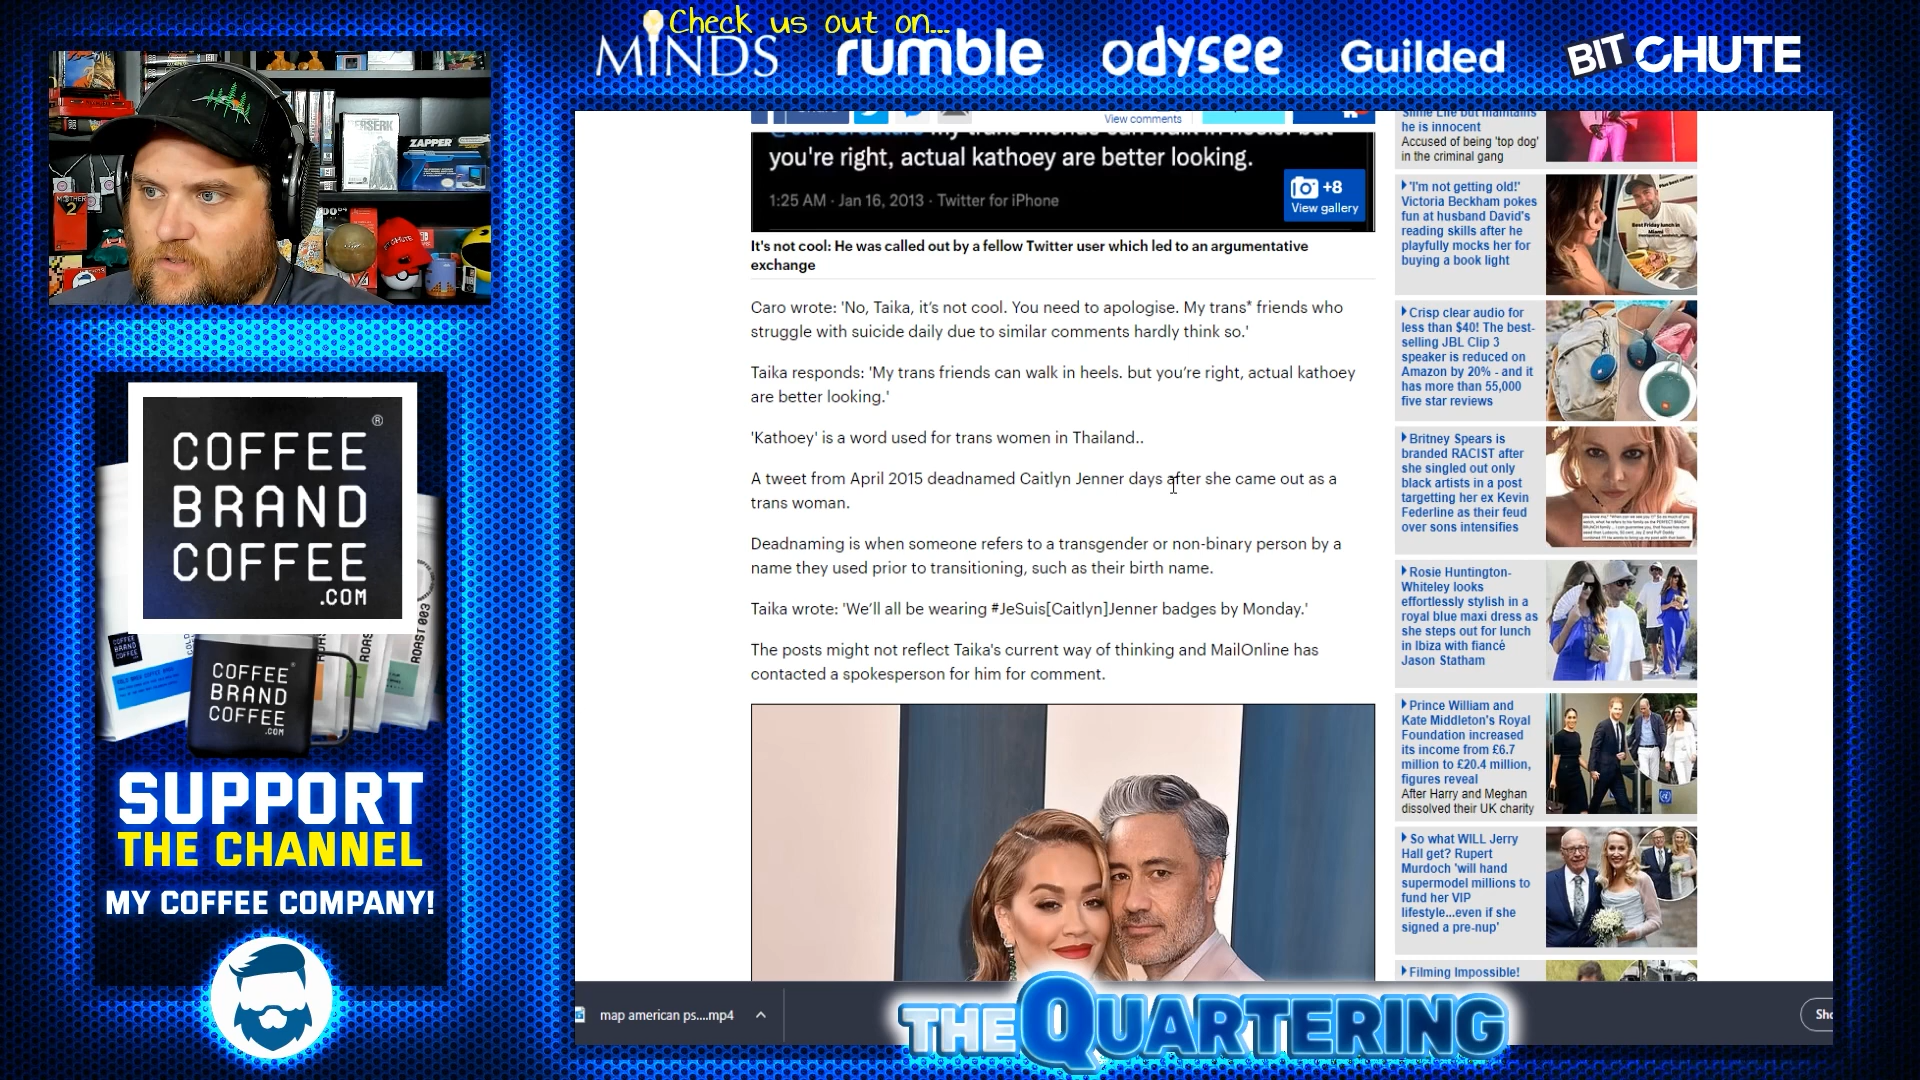 Check us out on...
MINDS
rumble
odysee
Guilded
BIT CHUTE
BERSERK
ZAPPER
MOTHER
2
COFFEE
BRAND
COFFEE
.COM
®
COFFEE
BRAND
COFFEE
.COM
ROAST 003
SUPPORT
THE CHANNEL
MY COFFEE COMPANY!
View comments
you're right, actual kathoey are better looking.
1:25 AM · Jan 16, 2013 · Twitter for iPhone
+8
View gallery
It's not cool: He was called out by a fellow Twitter user which led to an argumentative
exchange
Caro wrote: 'No, Taika, it’s not cool. You need to apologise. My trans* friends who
struggle with suicide daily due to similar comments hardly think so.'
Taika responds: 'My trans friends can walk in heels. but you’re right, actual kathoey
are better looking.'
'Kathoey' is a word used for trans women in Thailand..
A tweet from April 2015 deadnamed Caitlyn Jenner days after she came out as a
trans woman.
Deadnaming is when someone refers to a transgender or non-binary person by a
name they used prior to transitioning, such as their birth name.
Taika wrote: 'We’ll all be wearing #JeSuis[Caitlyn]Jenner badges by Monday.'
The posts might not reflect Taika's current way of thinking and MailOnline has
contacted a spokesperson for him for comment.
Slime Life but maintains
he is innocent
Accused of being 'top dog'
in the criminal gang
'I'm not getting old!'
Victoria Beckham pokes
fun at husband David's
reading skills after he
playfully mocks her for
buying a book light
Crisp clear audio for
less than $40! The best-
selling JBL Clip 3
speaker is reduced on
Amazon by 20% - and it
has more than 55,000
five star reviews
Britney Spears is
branded RACIST after
she singled out only
black artists in a post
targeting her ex Kevin
Federline as their feud
over sons intensifies
Rosie Huntington-
Whiteley looks
effortlessly stylish in a
royal blue maxi dress as
she steps out for lunch
in Ibiza with fiancé
Jason Statham
Prince William and
Kate Middleton's Royal
Foundation increased
its income from £6.7
million to £20.4 million,
figures reveal
After Harry and Meghan
dissolved their UK charity
So what WILL Jerry
Hall get? Rupert
Murdoch 'will hand
supermodel millions to
fund her VIP
lifestyle...even if she
signed a pre-nup'
Filming Impossible!
map american ps....mp4
THE QUARTERING